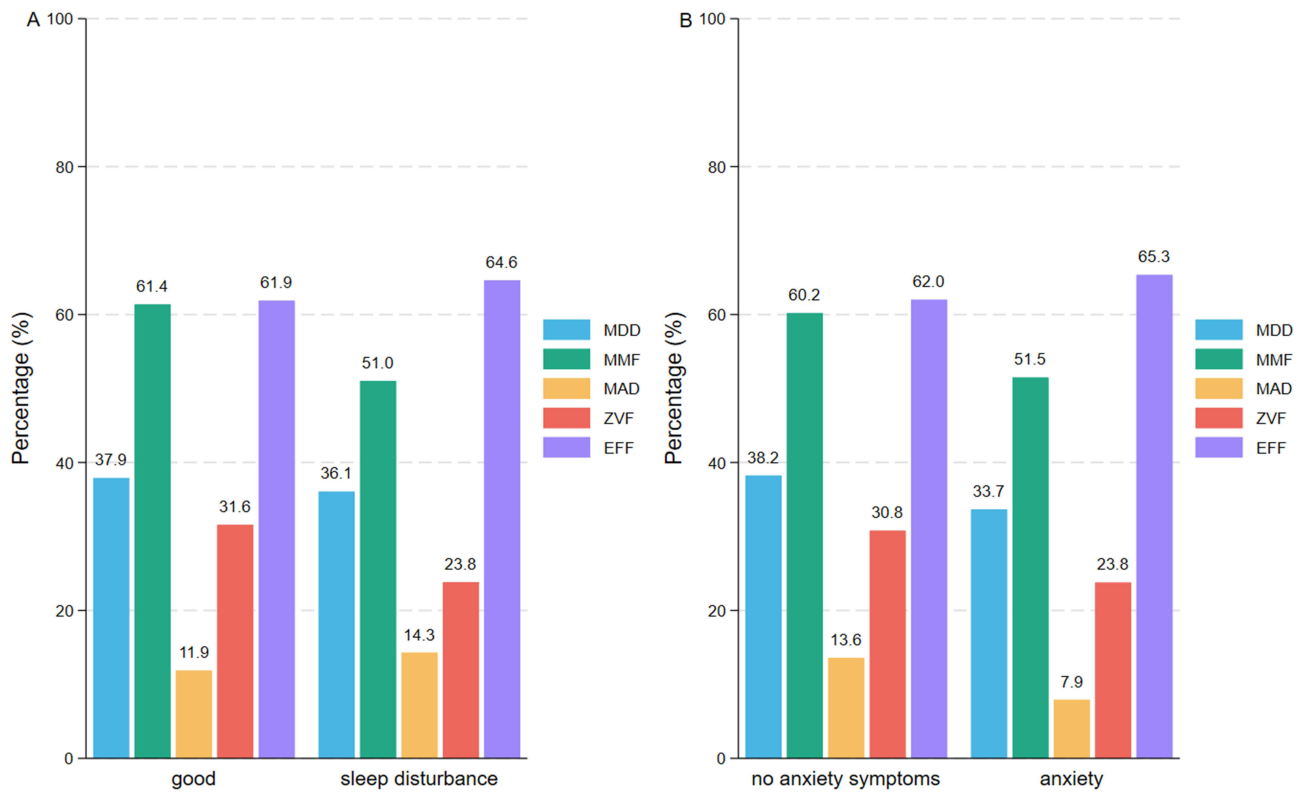 A
100
80
60
40
20
0
Percentage (%)
37.9
61.4
11.9
31.6
61.9
36.1
51.0
14.3
23.8
64.6
good
sleep disturbance
MDD
MMF
MAD
ZVF
EFF
B
100
80
60
40
20
0
Percentage (%)
38.2
60.2
13.6
30.8
62.0
33.7
51.5
7.9
23.8
65.3
no anxiety symptoms
anxiety
MDD
MMF
MAD
ZVF
EFF